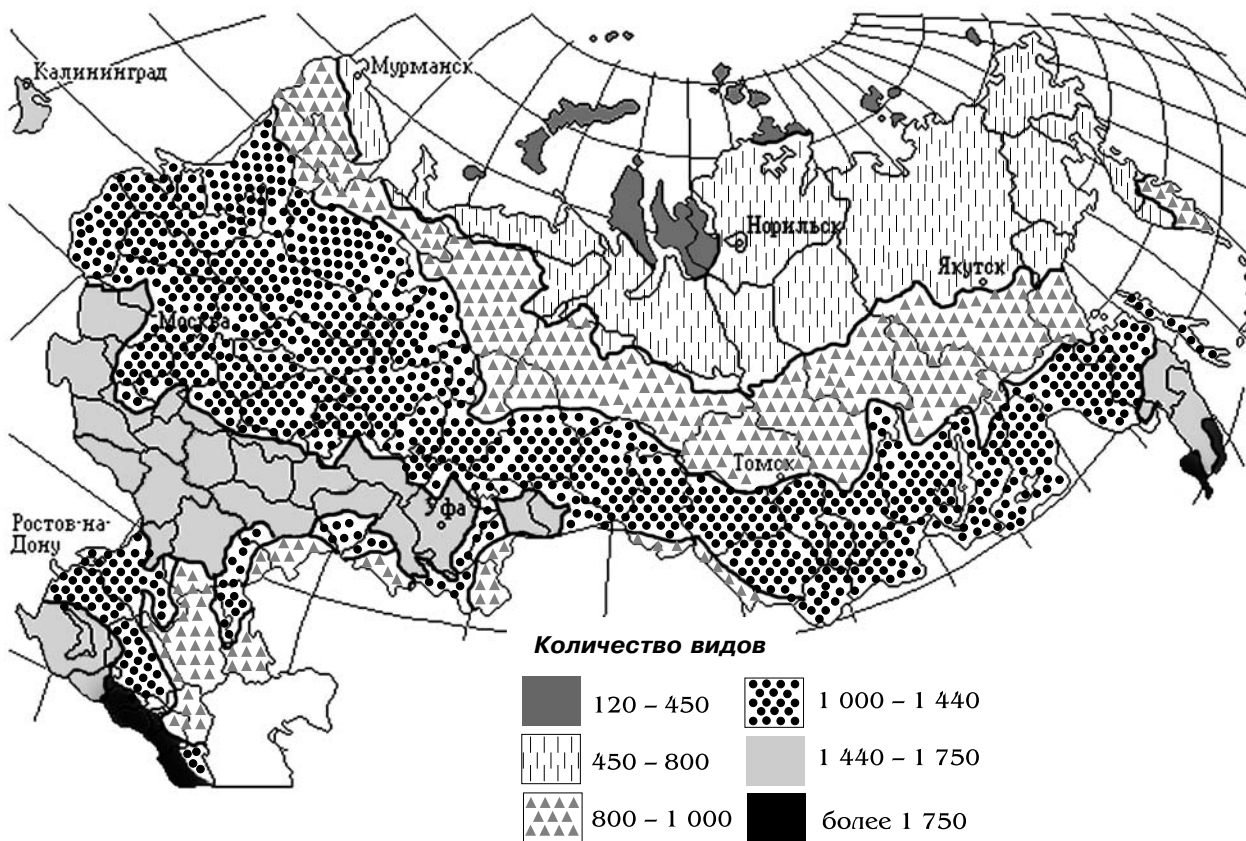 Калининград
Мурманск
Норильск
Якутск
Москва
Томск
Уфа
Ростов-на-
Дону
Количество видов
120 – 450
1 000 – 1 440
450 – 800
1 440 – 1 750
800 – 1 000
более 1 750